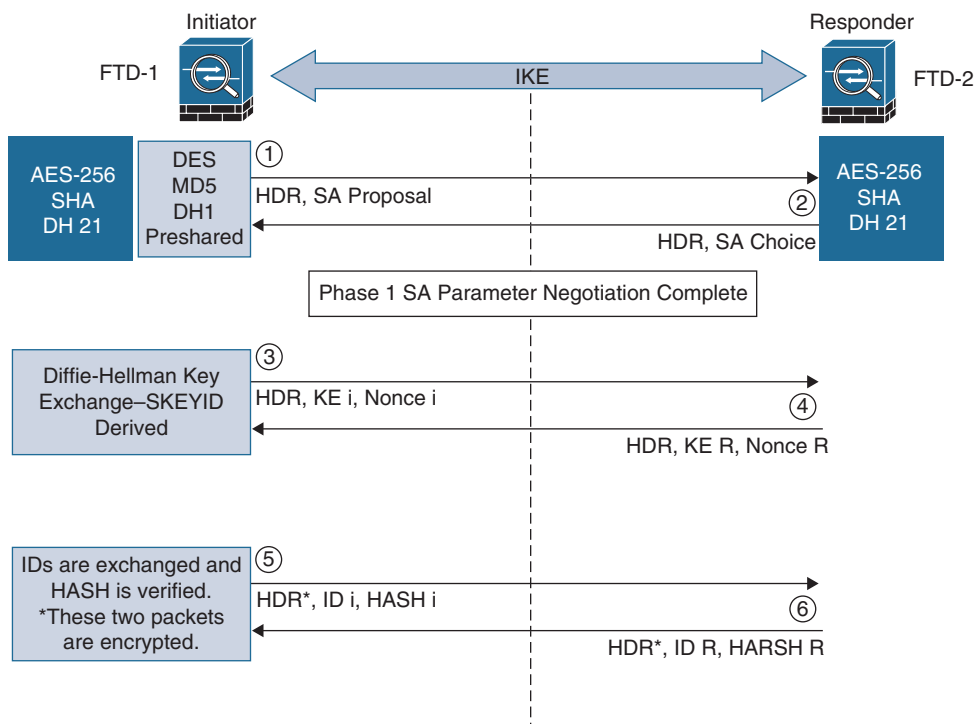 Initiator
Responder
FTD-1
IKE
FTD-2
AES-256
SHA
DH 21
DES
MD5
DH1
Preshared
1
HDR, SA Proposal
2
HDR, SA Choice
AES-256
SHA
DH 21
Phase 1 SA Parameter Negotiation Complete
Diffie-Hellman Key
Exchange–SKEYID
Derived
3
HDR, KE i, Nonce i
4
HDR, KE R, Nonce R
IDs are exchanged and
HASH is verified.
*These two packets
are encrypted.
5
HDR*, ID i, HASH i
6
HDR*, ID R, HARSH R